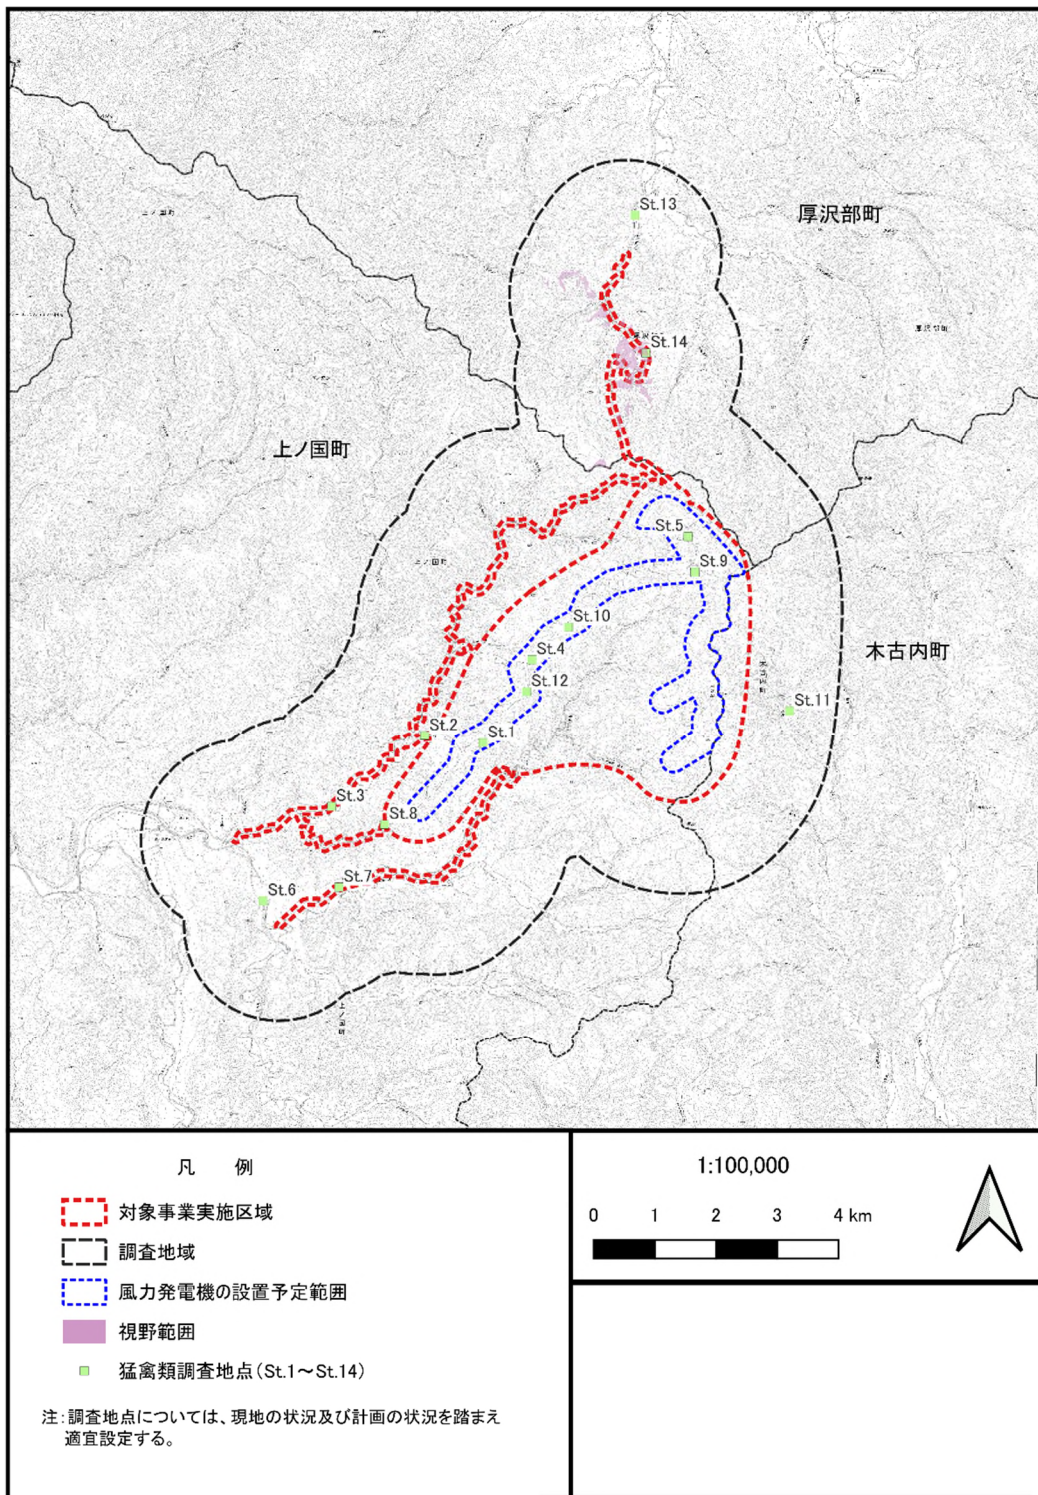 St.13
厚沢部町
St.14
上ノ国町
St.5
St.9
St.10
木古内町
St.4
St.12
St.11
St.2
St.1
St.3
St.8
St.7
St.6
凡 例
対象事業実施区域
調査地域
風力発電機の設置予定範囲
視野範囲
猛禽類調査地点(St.1～St.14)
注:調査地点については、現地の状況及び計画の状況を踏まえ
適宜設定する。
1:100,000
0 1 2 3 4 km